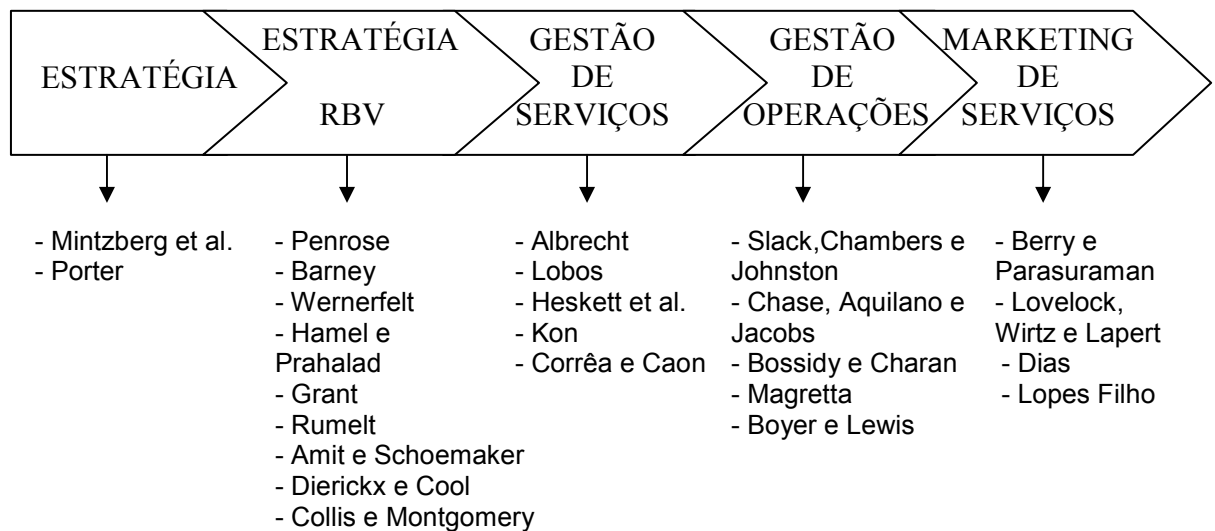 ESTRATÉGIA
ESTRATÉGIA
RBV
GESTÃO
DE
SERVIÇOS
GESTÃO
DE
OPERAÇÕES
MARKETING
DE
SERVIÇOS
- Mintzberg et al.
- Porter
- Penrose
- Barney
- Wernerfelt
- Hamel e
Prahalad
- Grant
- Rumelt
- Amit e Schoemaker
- Dierickx e Cool
- Collis e Montgomery
- Albrecht
- Lobos
- Heskett et al.
- Kon
- Corrêa e Caon
- Slack,Chambers e
Johnston
- Chase, Aquilano e
Jacobs
- Bossidy e Charan
- Magretta
- Boyer e Lewis
- Berry e
Parasuraman
- Lovelock,
Wirtz e Lapert
- Dias
- Lopes Filho